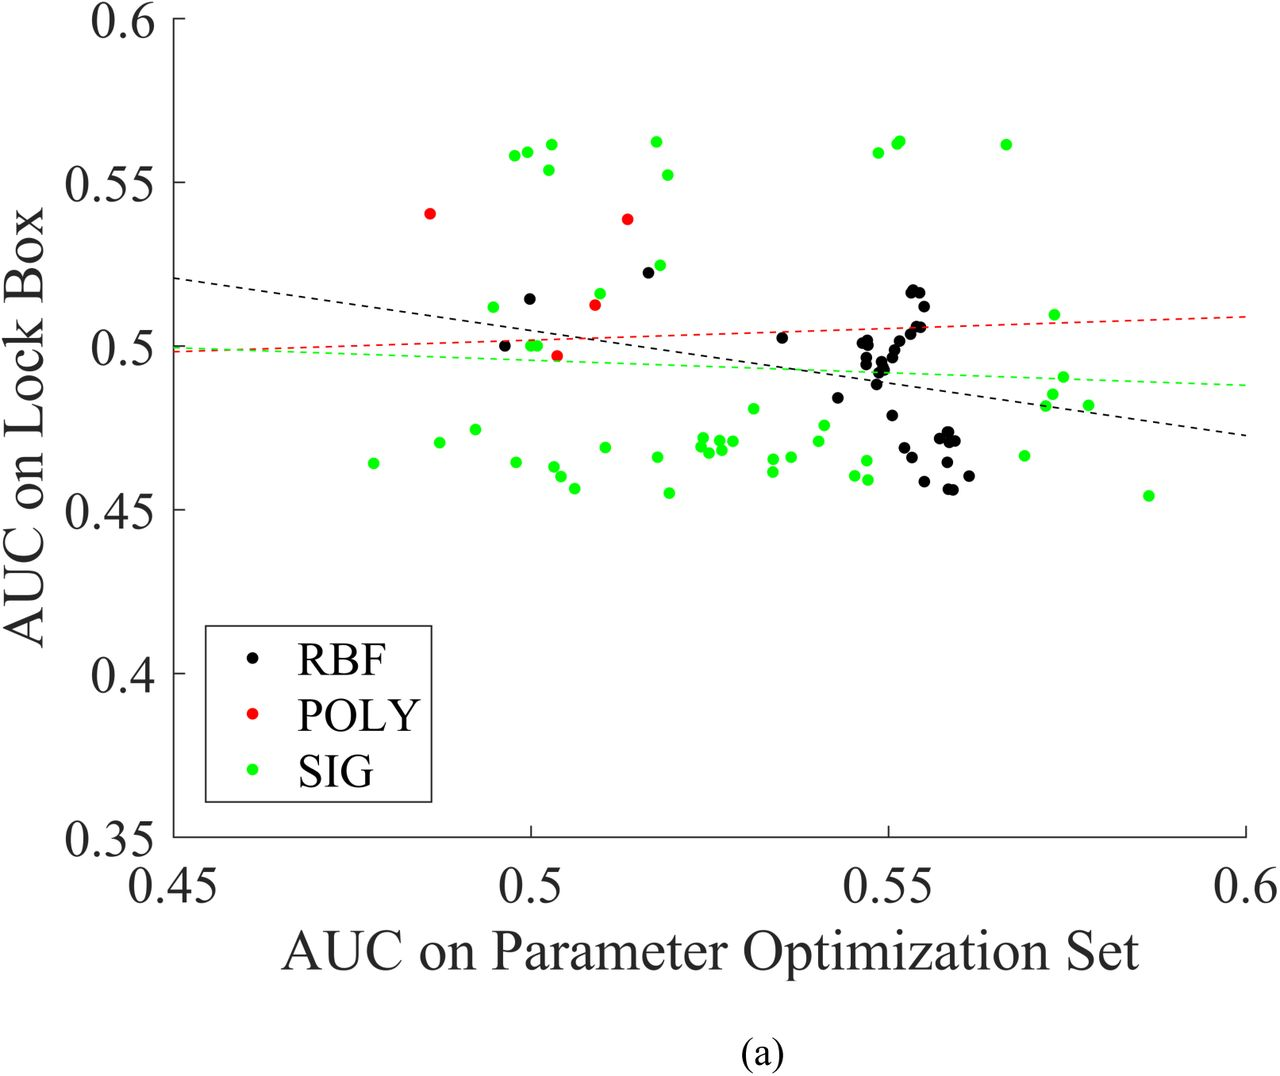 0.6
0.55
0.5
0.45
0.4
0.35
AUC on Lock Box
RBF
POLY
SIG
0.45 0.5 0.55 0.6
AUC on Parameter Optimization Set
(a)